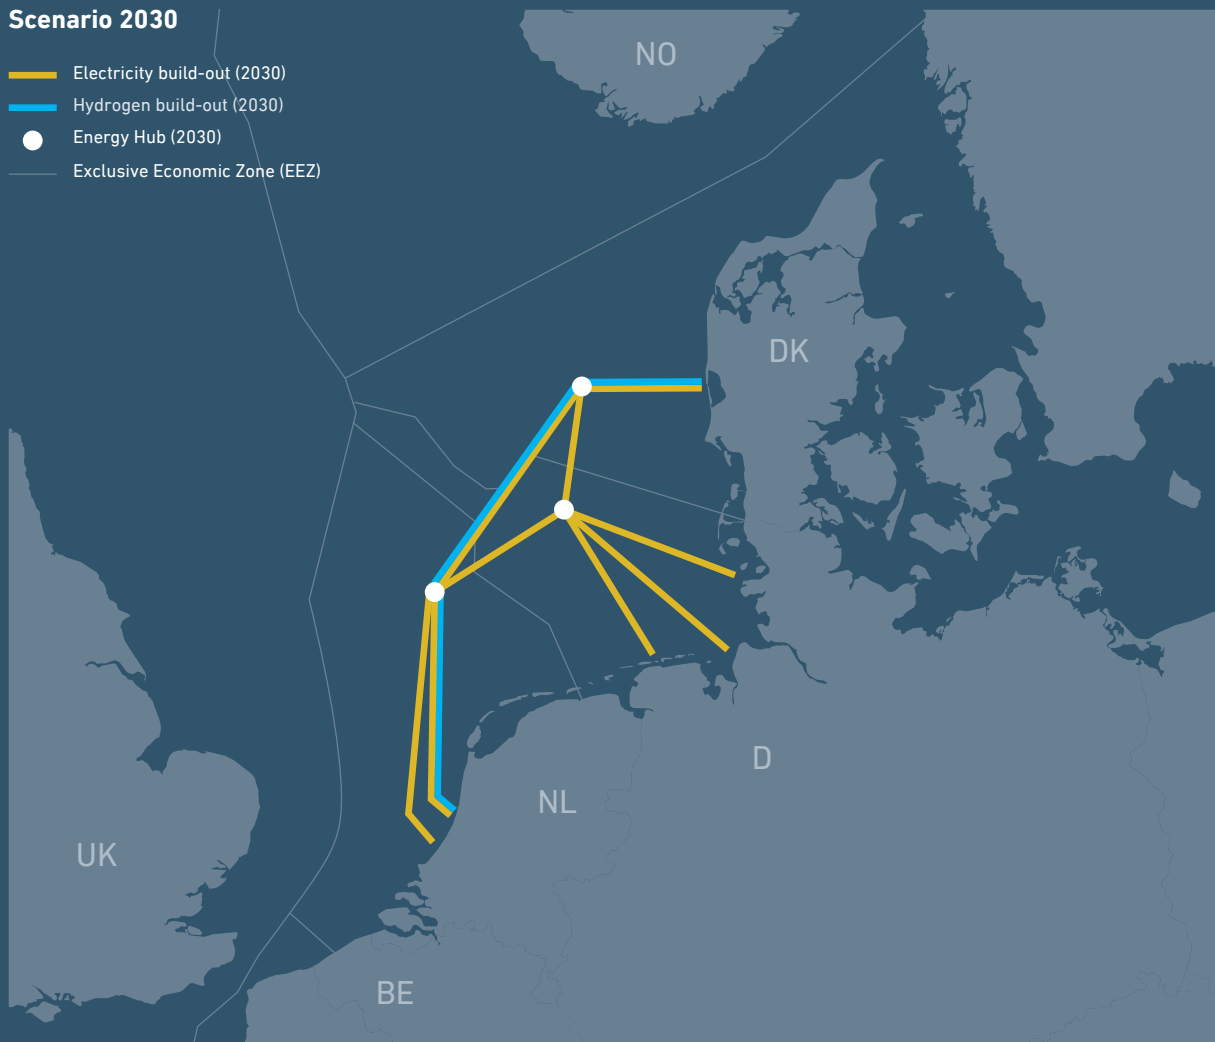 Scenario 2030
Electricity build-out (2030)
Hydrogen build-out (2030)
Energy Hub (2030)
Exclusive Economic Zone (EEZ)
NO
DK
D
NL
UK
BE